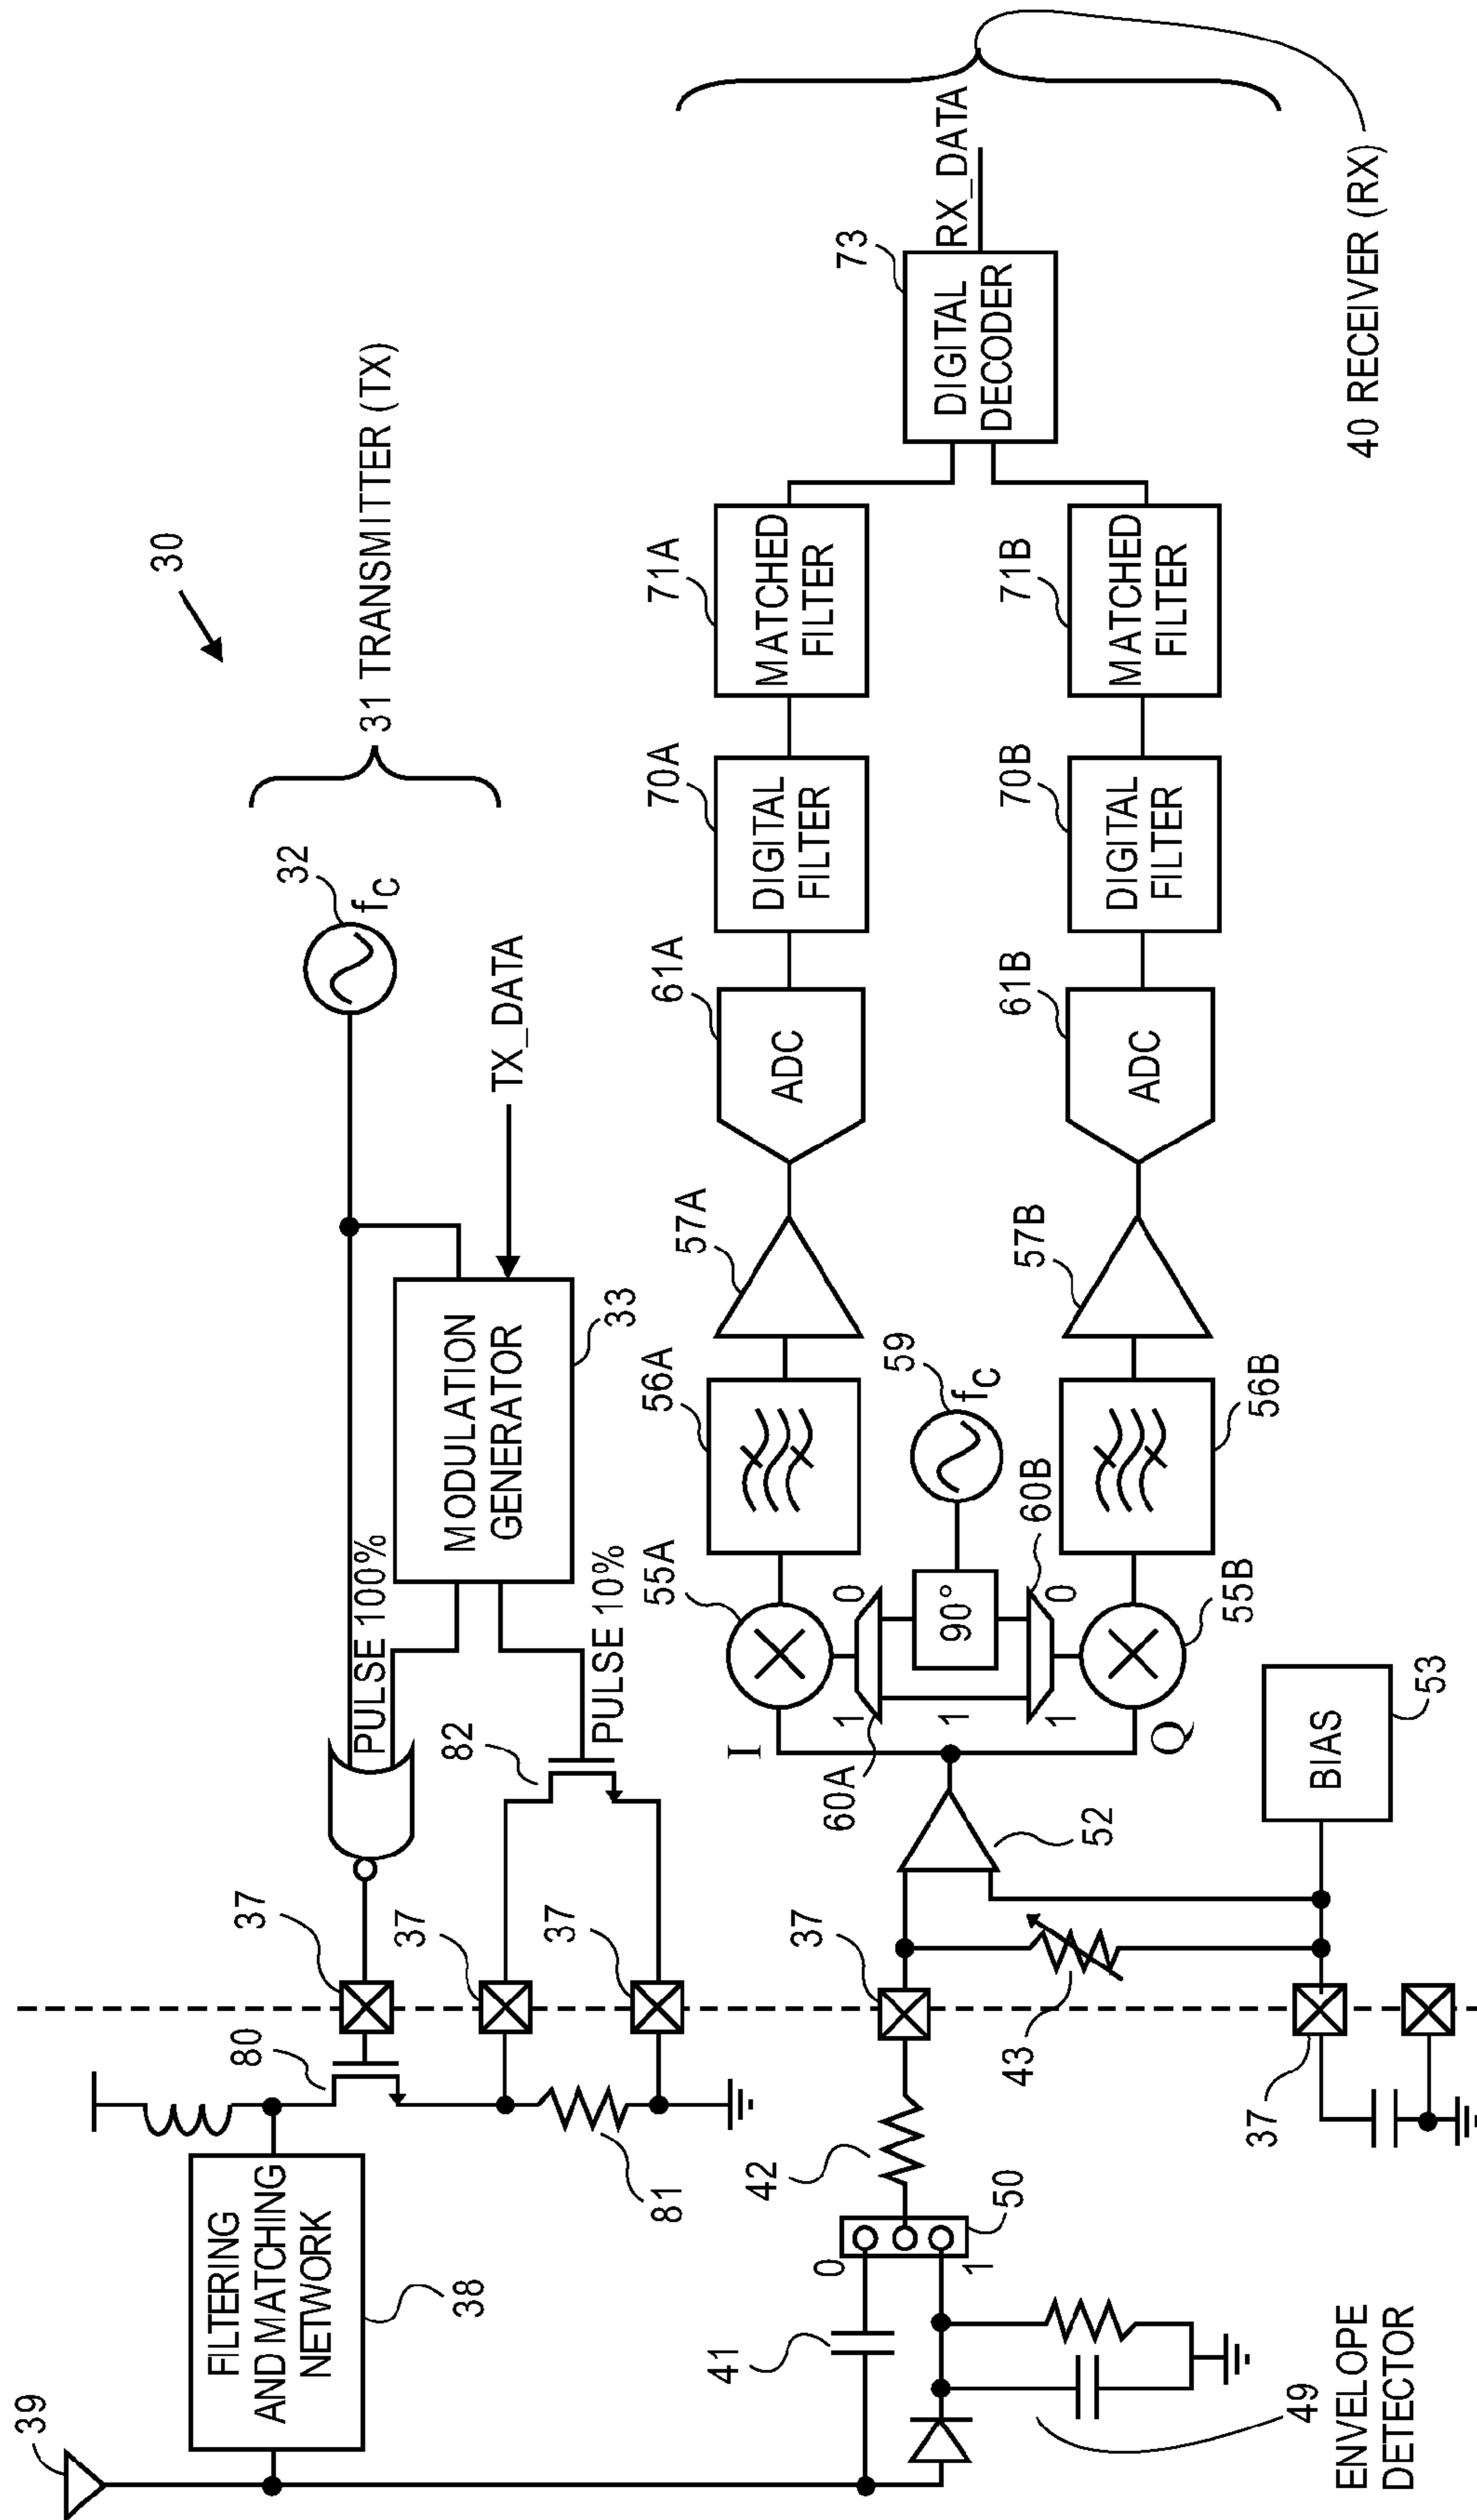 30
31 TRANSMITTER (TX)
39
FILTERING
AND MATCHING
NETWORK
38
80
37
37
37
81
82
PULSE 100%
PULSE 10%
MODULATION
GENERATOR
33
32
fC
TX_DATA
41
0
1
50
42
37
43
52
I
Q
55A
60A
1
0
1
90°
1
0
60B
55B
59
fC
56A
56B
57A
57B
61A
ADC
61B
ADC
70A
DIGITAL
FILTER
70B
DIGITAL
FILTER
71A
MATCHED
FILTER
71B
MATCHED
FILTER
73
DIGITAL
DECODER
RX_DATA
40 RECEIVER (RX)
ENVELOPE
DETECTOR
49
37
BIAS
53